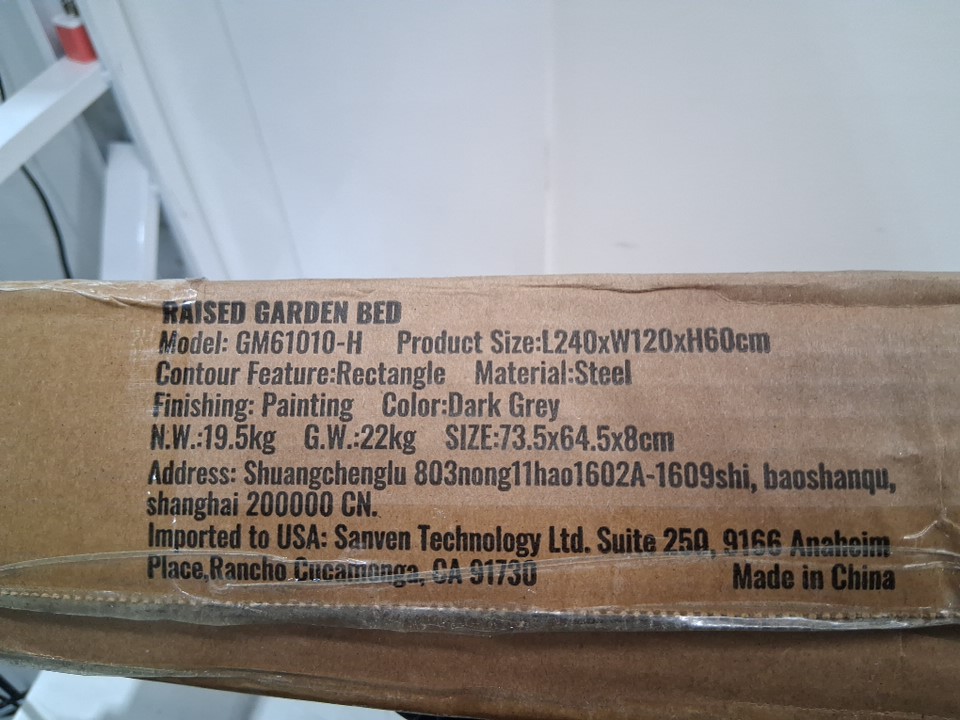 RAISED GARDEN BED
Model: GM61010-H Product Size:L240xW120xH60cm
Contour Feature:Rectangle Material:Steel
Finishing: Painting Color:Dark Grey
N.W.:19.5kg G.W.:22kg SIZE:73.5x64.5x8cm
Address: Shuangchenglu 803nong11hao1602A-1609shi, baoshanqu,
shanghai 200000 CN.
Imported to USA: Sanven Technology Ltd. Suite 250, 9166 Anaheim
Place,Rancho Cucamonga, CA 91730 Made in China